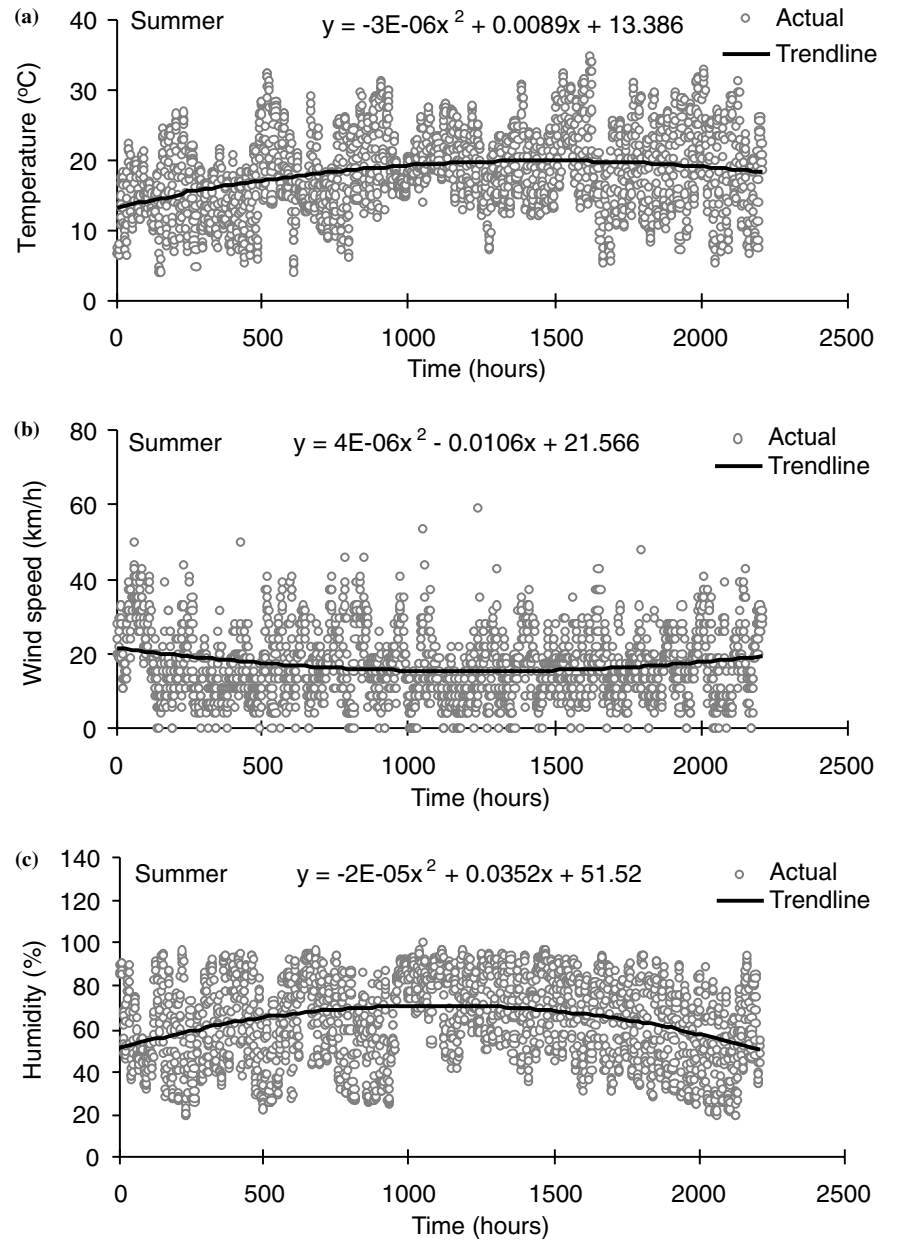 (a)
Summer
y = -3E-06x² + 0.0089x + 13.386
Actual
Trendline
Temperature (°C)
40
30
20
10
0
0 500 1000 1500 2000 2500
Time (hours)
(b)
Summer
y = 4E-06x² - 0.0106x + 21.566
Actual
Trendline
Wind speed (km/h)
80
60
40
20
0
0 500 1000 1500 2000 2500
Time (hours)
(c)
Summer
y = -2E-05x² + 0.0352x + 51.52
Actual
Trendline
Humidity (%)
140
120
100
80
60
40
20
0
0 500 1000 1500 2000 2500
Time (hours)